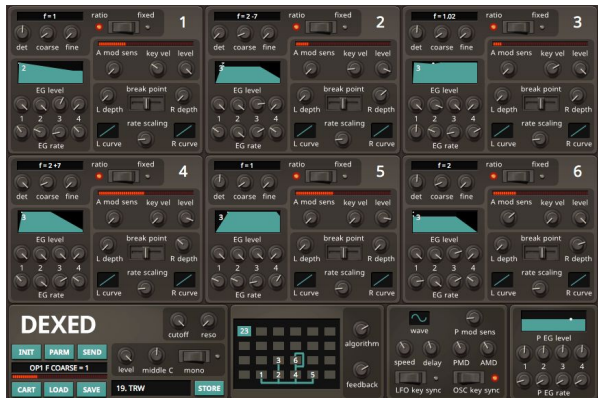 f = 1 ratio fixed 1
det coarse fine
A mod sens key vel level
2
EG level
break point
L depth R depth
1 2 3 4
rate scaling
EG rate
L curve R curve
f = 2 -7 ratio fixed 2
det coarse fine
A mod sens key vel level
3
EG level
break point
L depth R depth
1 2 3 4
rate scaling
EG rate
L curve R curve
f = 1.02 ratio fixed 3
det coarse fine
A mod sens key vel level
3
EG level
break point
L depth R depth
1 2 3 4
rate scaling
EG rate
L curve R curve
f = 2 +7 ratio fixed 4
det coarse fine
A mod sens key vel level
3
EG level
break point
L depth R depth
1 2 3 4
rate scaling
EG rate
L curve R curve
f = 1 ratio fixed 5
det coarse fine
A mod sens key vel level
3
EG level
break point
L depth R depth
1 2 3 4
rate scaling
EG rate
L curve R curve
f = 2 ratio fixed 6
det coarse fine
A mod sens key vel level
3
EG level
break point
L depth R depth
1 2 3 4
rate scaling
EG rate
L curve R curve
DEXED
cutoff reso
INIT PARM SEND
OP1 F COARSE = 1
level middle C mono
CART LOAD SAVE 19. TRW STORE
23
3 6
1 2 4 5
algorithm
feedback
wave P mod sens
speed delay PMD AMD
LFO key sync OSC key sync
P EG level
1 2 3 4
P EG rate